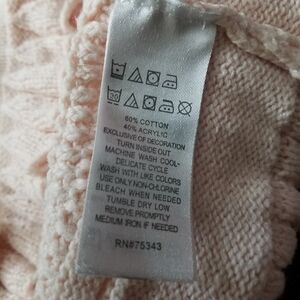 60% COTTON
40% ACRYLIC
EXCLUSIVE OF DECORATION
TURN INSIDE OUT
MACHINE WASH COOL-
DELICATE CYCLE
WASH WITH LIKE COLORS
USE ONLY NON-CHLORINE
BLEACH WHEN NEEDED
TUMBLE DRY LOW
REMOVE PROMPTLY
MEDIUM IRON IF NEEDED
RN#75343